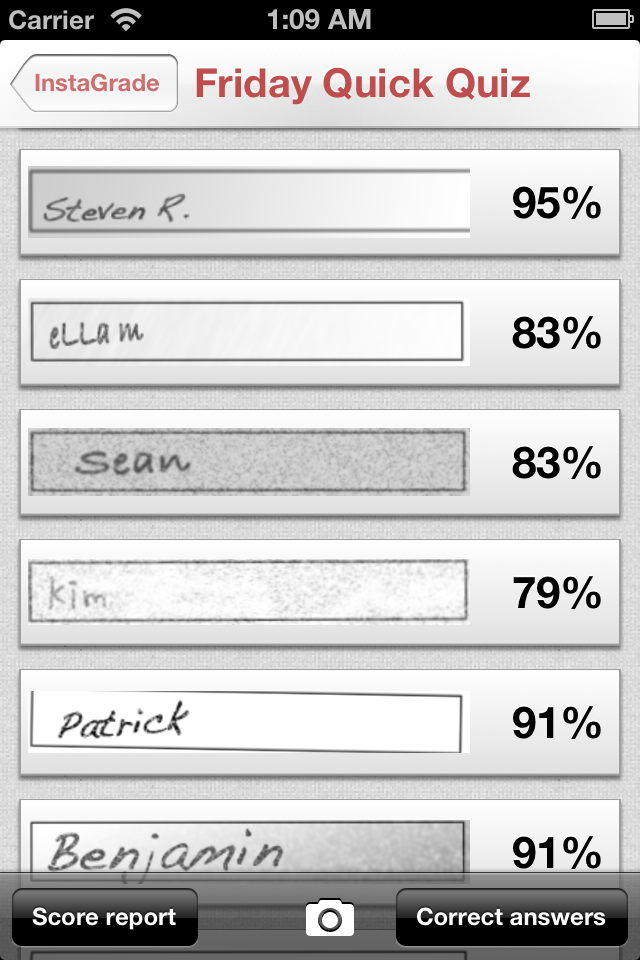 Carrier 1:09 AM
InstaGrade Friday Quick Quiz
Steven R. 95%
eLLa m 83%
Sean 83%
kim 79%
Patrick 91%
Benjamin 91%
Score report Correct answers